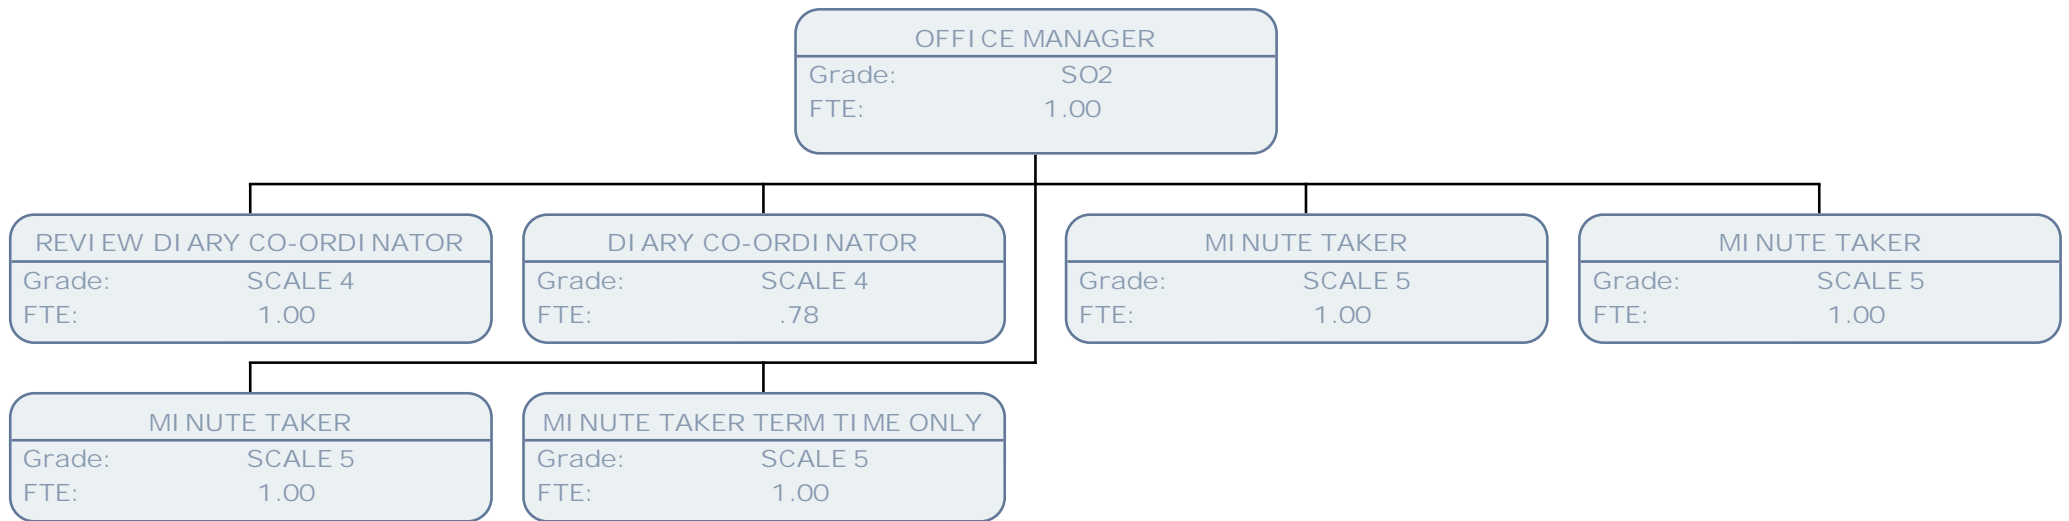 OFFICE MANAGER
Grade: SO2
FTE: 1.00
REVIEW DIARY CO-ORDINATOR
Grade: SCALE 4
FTE: 1.00
DIARY CO-ORDINATOR
Grade: SCALE 4
FTE: .78
MINUTE TAKER
Grade: SCALE 5
FTE: 1.00
MINUTE TAKER
Grade: SCALE 5
FTE: 1.00
MINUTE TAKER
Grade: SCALE 5
FTE: 1.00
MINUTE TAKER TERM TIME ONLY
Grade: SCALE 5
FTE: 1.00